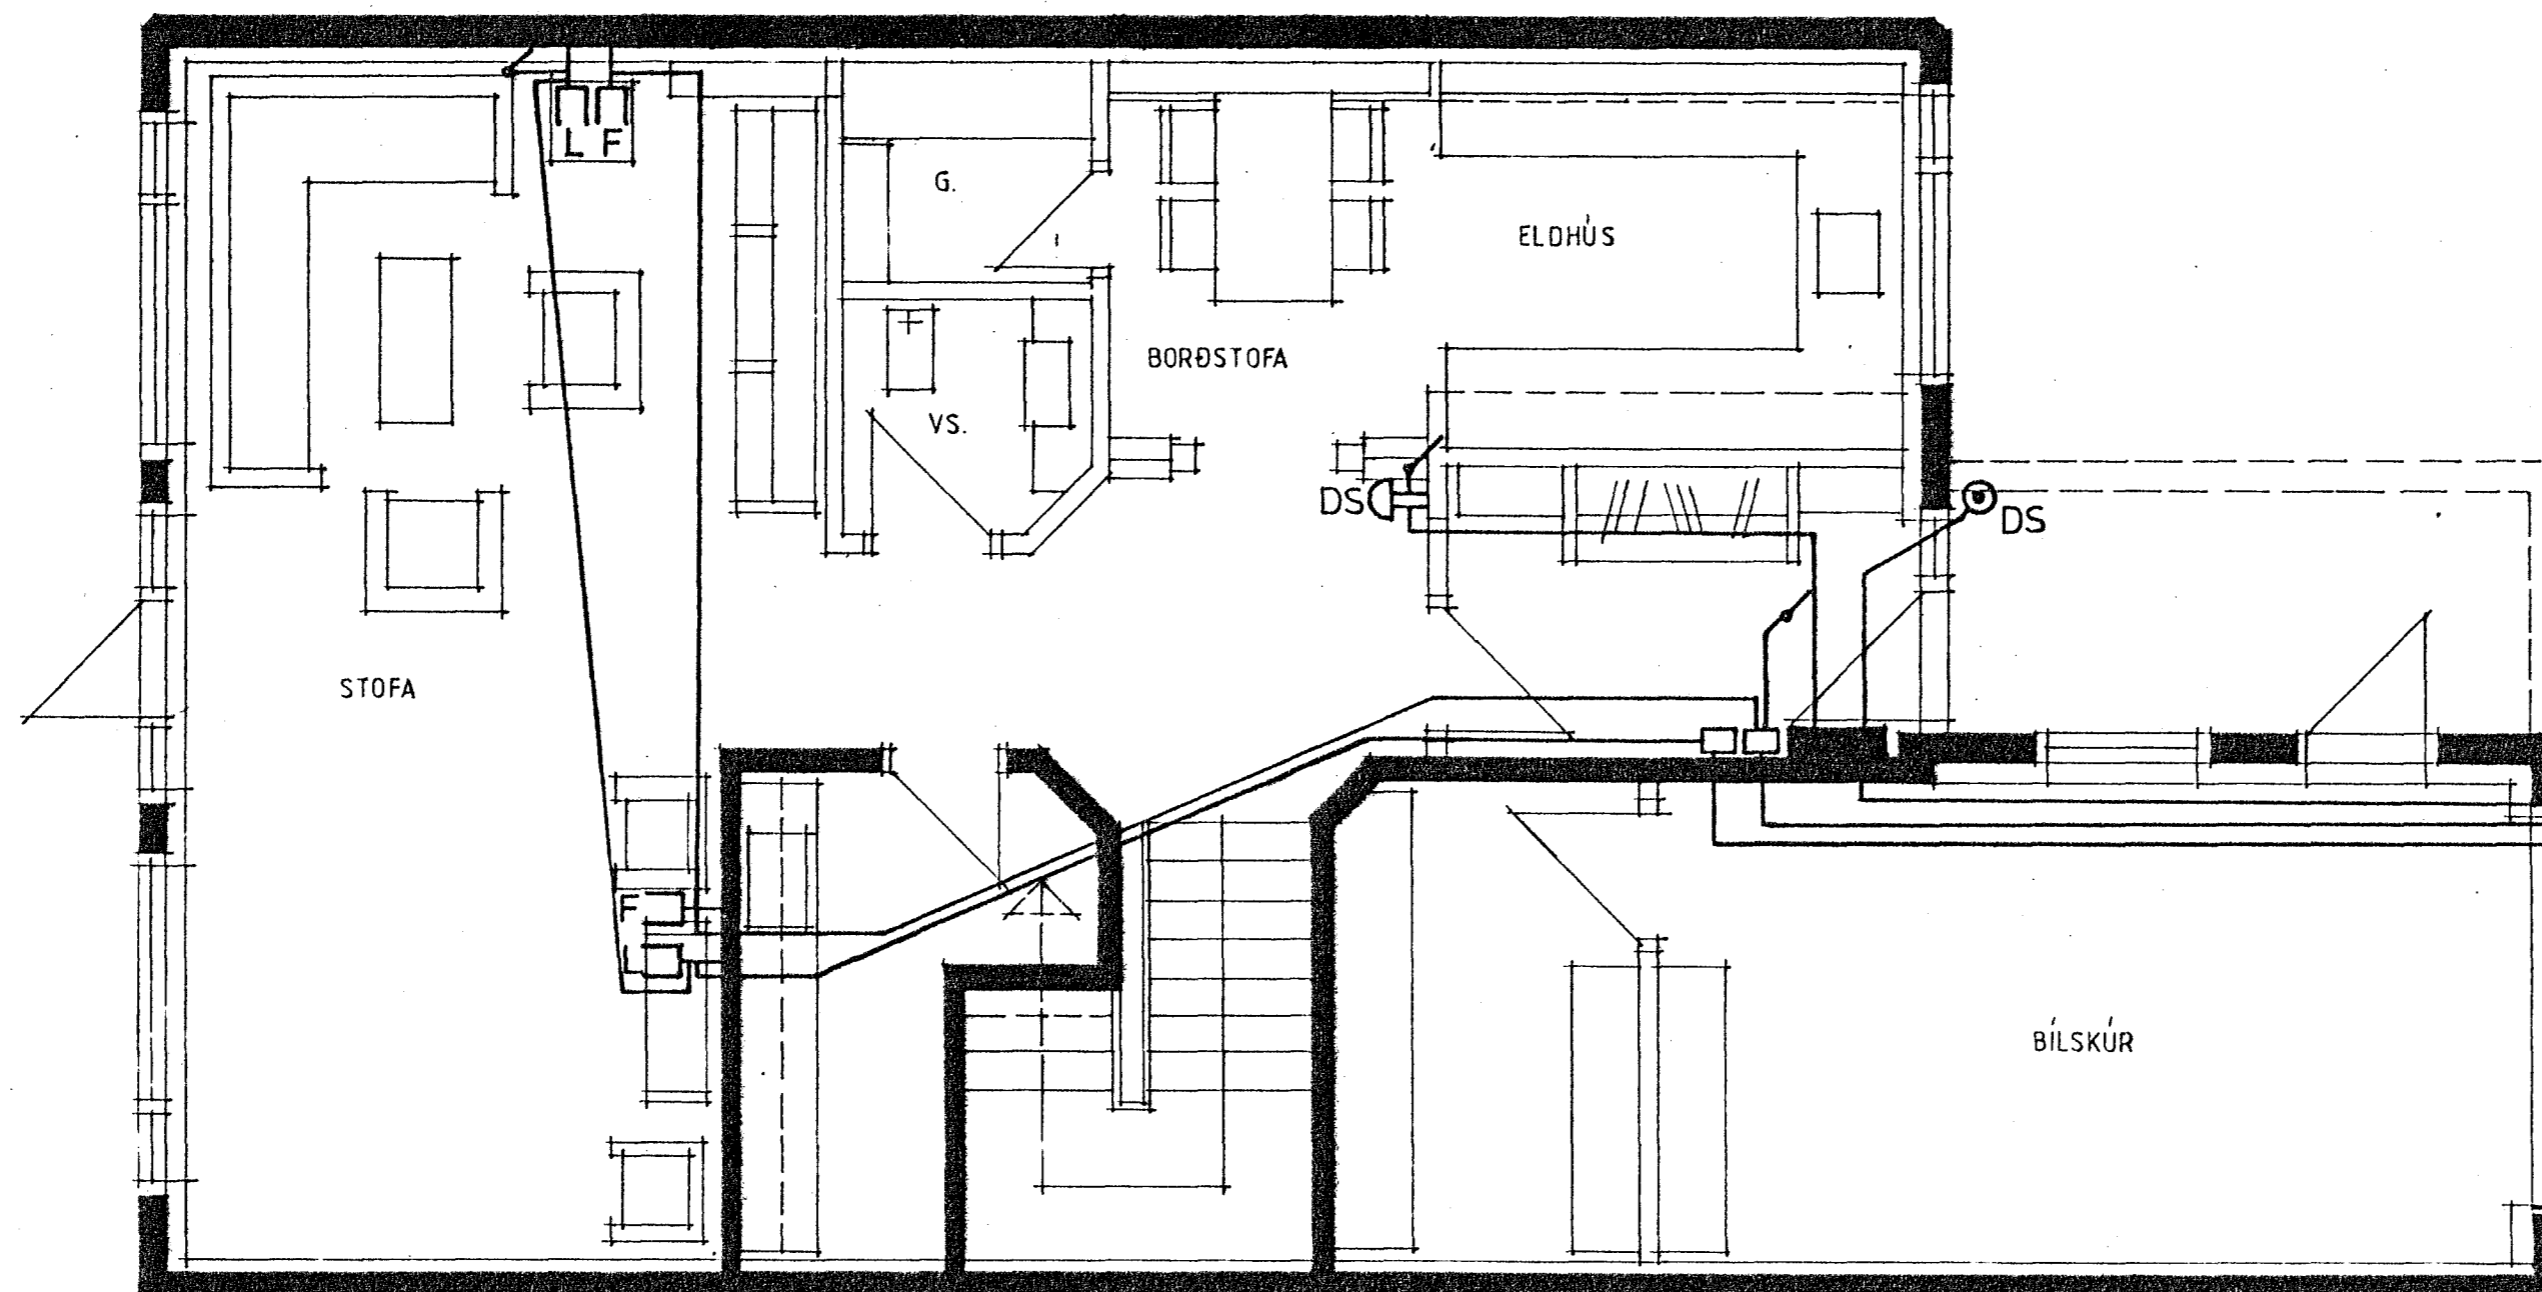 L F
G.
ELDHÚS
BORÐSTOFA
VS.
DS
DS
STOFA
F
L
BÍLSKÚR